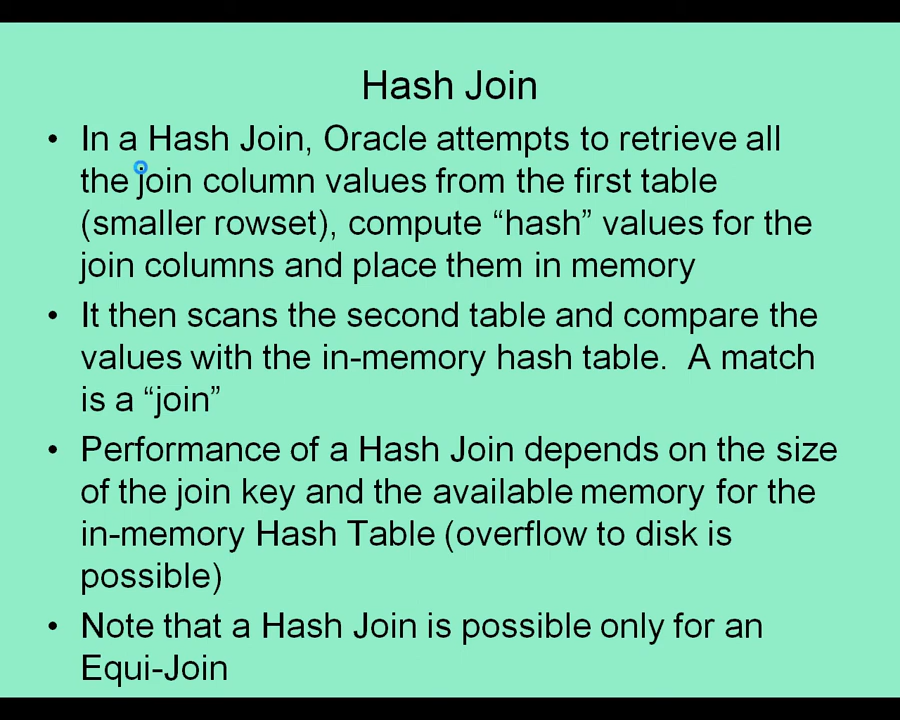 Hash Join
• In a Hash Join, Oracle attempts to retrieve all
the join column values from the first table
(smaller rowset), compute “hash” values for the
join columns and place them in memory
• It then scans the second table and compare the
values with the in-memory hash table.  A match
is a “join”
• Performance of a Hash Join depends on the size
of the join key and the available memory for the
in-memory Hash Table (overflow to disk is
possible)
• Note that a Hash Join is possible only for an
Equi-Join